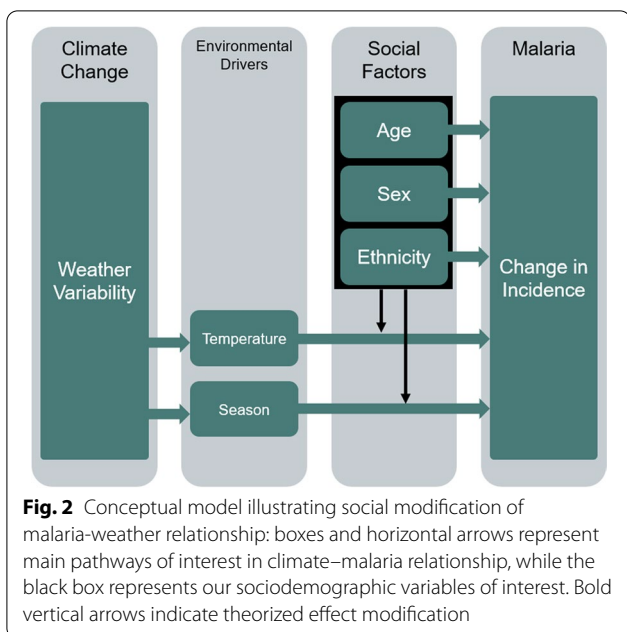 Climate
Change
Environmental
Drivers
Social
Factors
Malaria
Age
Sex
Ethnicity
Weather
Variability
Change in
Incidence
Temperature
Season
Fig. 2 Conceptual model illustrating social modification of
malaria-weather relationship: boxes and horizontal arrows represent
main pathways of interest in climate–malaria relationship, while the
black box represents our sociodemographic variables of interest. Bold
vertical arrows indicate theorized effect modification